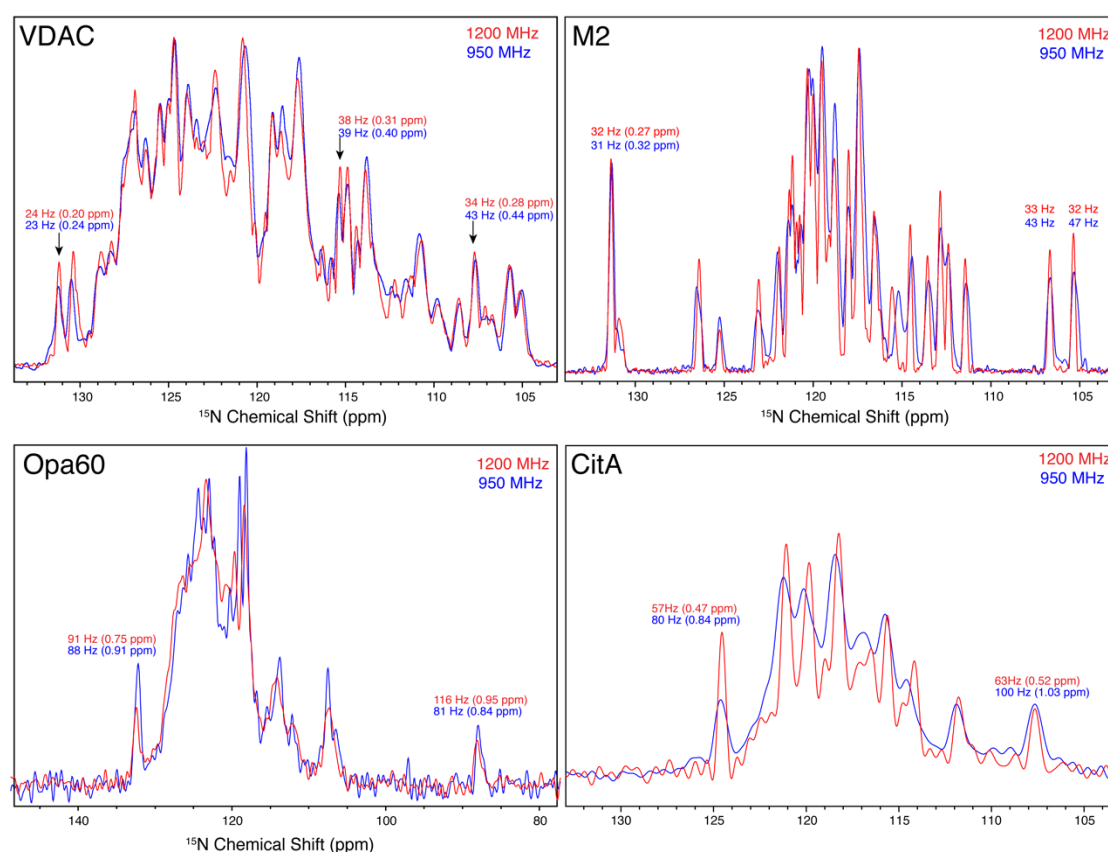 VDAC
1200 MHz
950 MHz
38 Hz (0.31 ppm)
39 Hz (0.40 ppm)
24 Hz (0.20 ppm)
23 Hz (0.24 ppm)
34 Hz (0.28 ppm)
43 Hz (0.44 ppm)
130
125
120
115
110
105
15N Chemical Shift (ppm)
M2
1200 MHz
950 MHz
32 Hz (0.27 ppm)
31 Hz (0.32 ppm)
33 Hz
43 Hz
32 Hz
47 Hz
130
125
120
115
110
105
15N Chemical Shift (ppm)
Opa60
1200 MHz
950 MHz
91 Hz (0.75 ppm)
88 Hz (0.91 ppm)
116 Hz (0.95 ppm)
81 Hz (0.84 ppm)
140
120
100
80
15N Chemical Shift (ppm)
CitA
1200 MHz
950 MHz
57Hz (0.47 ppm)
80 Hz (0.84 ppm)
63Hz (0.52 ppm)
100 Hz (1.03 ppm)
130
125
120
115
110
105
15N Chemical Shift (ppm)